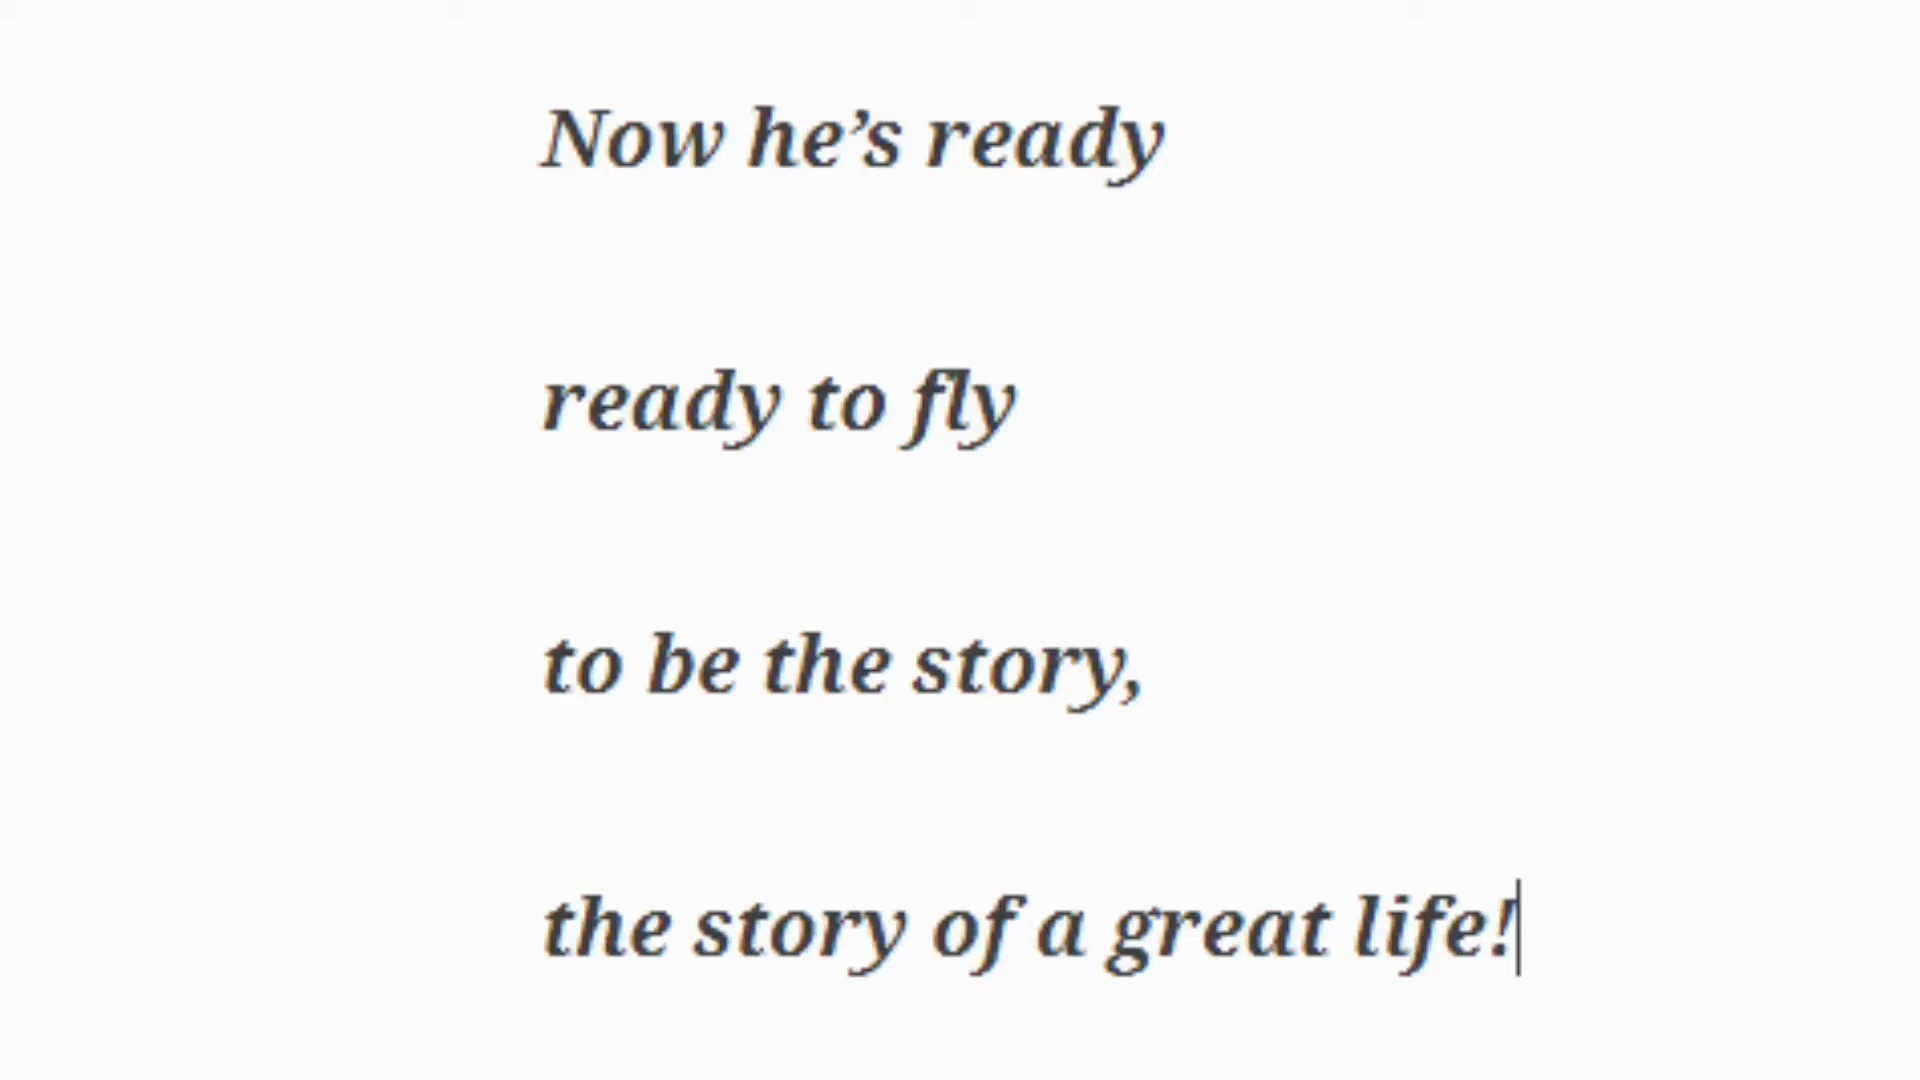 Now he’s ready
ready to fly
to be the story,
the story of a great life!